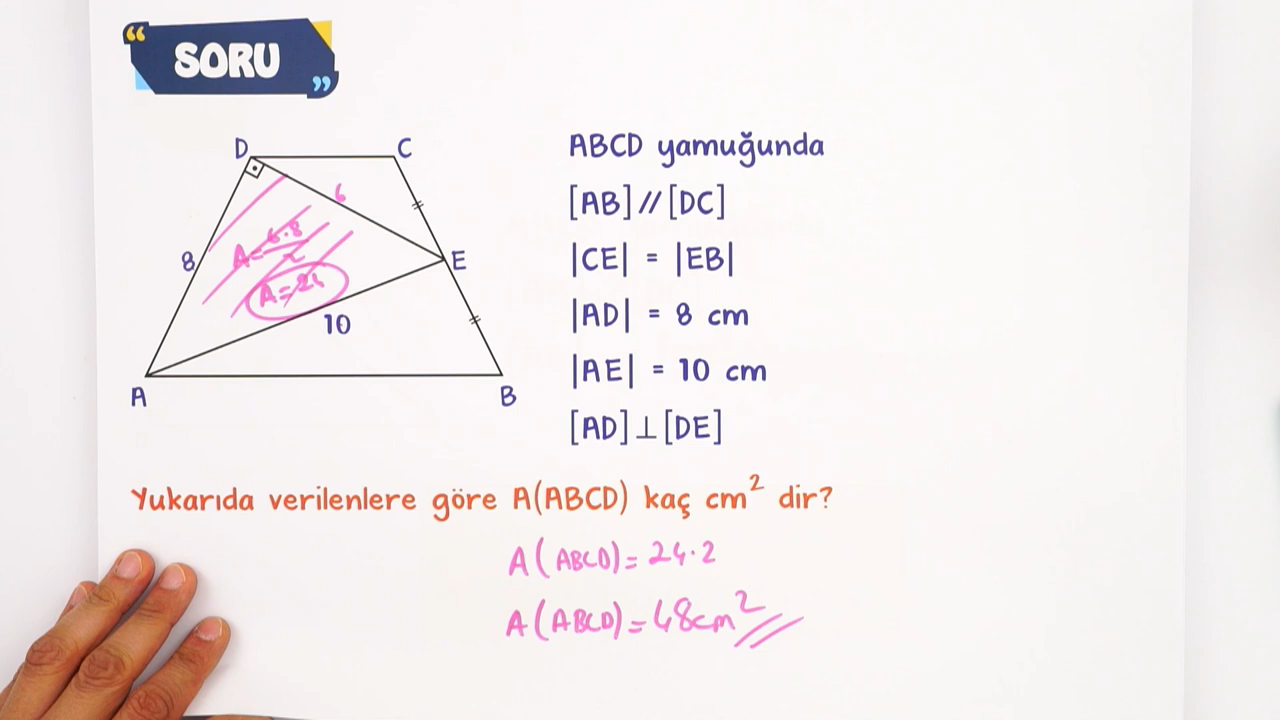 “
SORU
”
D
C
6
A=6.8
2
8
E
A=24
10
A
B
ABCD yamuğunda
[AB]//[DC]
|CE| = |EB|
|AD| = 8 cm
|AE| = 10 cm
[AD]⊥[DE]
Yukarıda verilenlere göre A(ABCD) kaç cm² dir?
A(ABCD)=24.2
A(ABCD)=48cm²